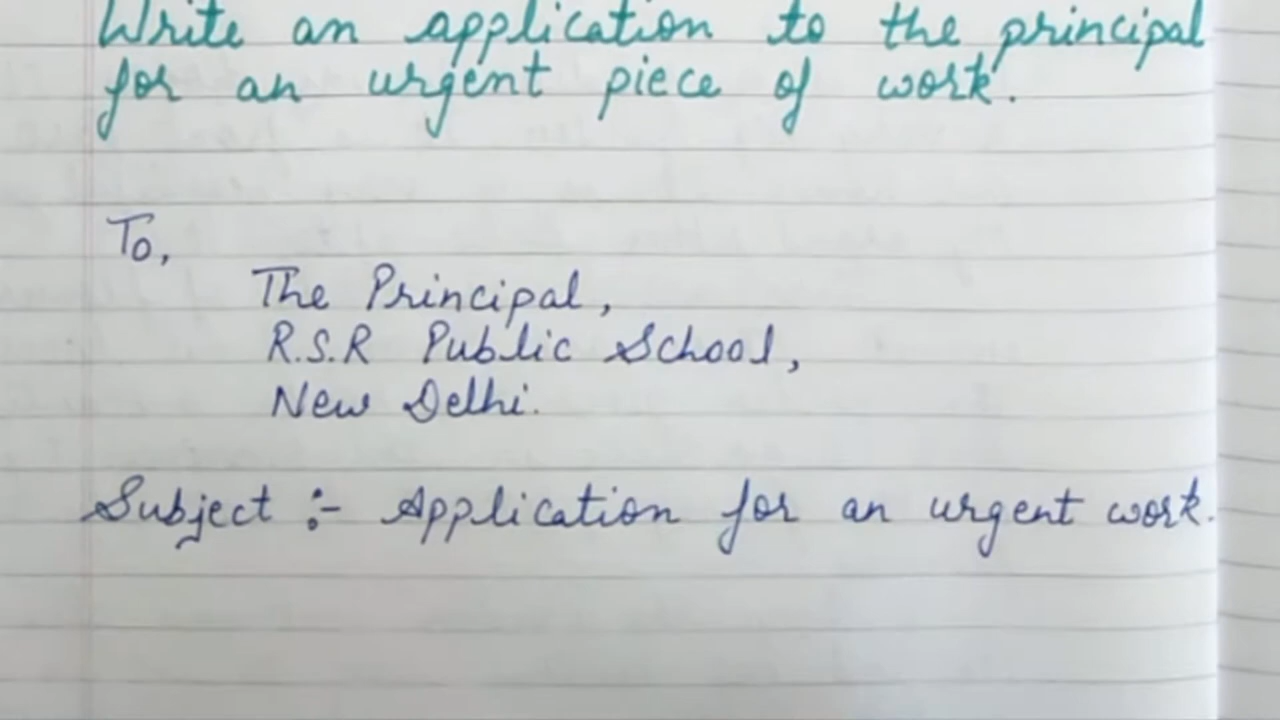 Write an application to the principal
for an urgent piece of work.
To,
The Principal,
R.S.R Public School,
New Delhi.
Subject :- Application for an urgent work.